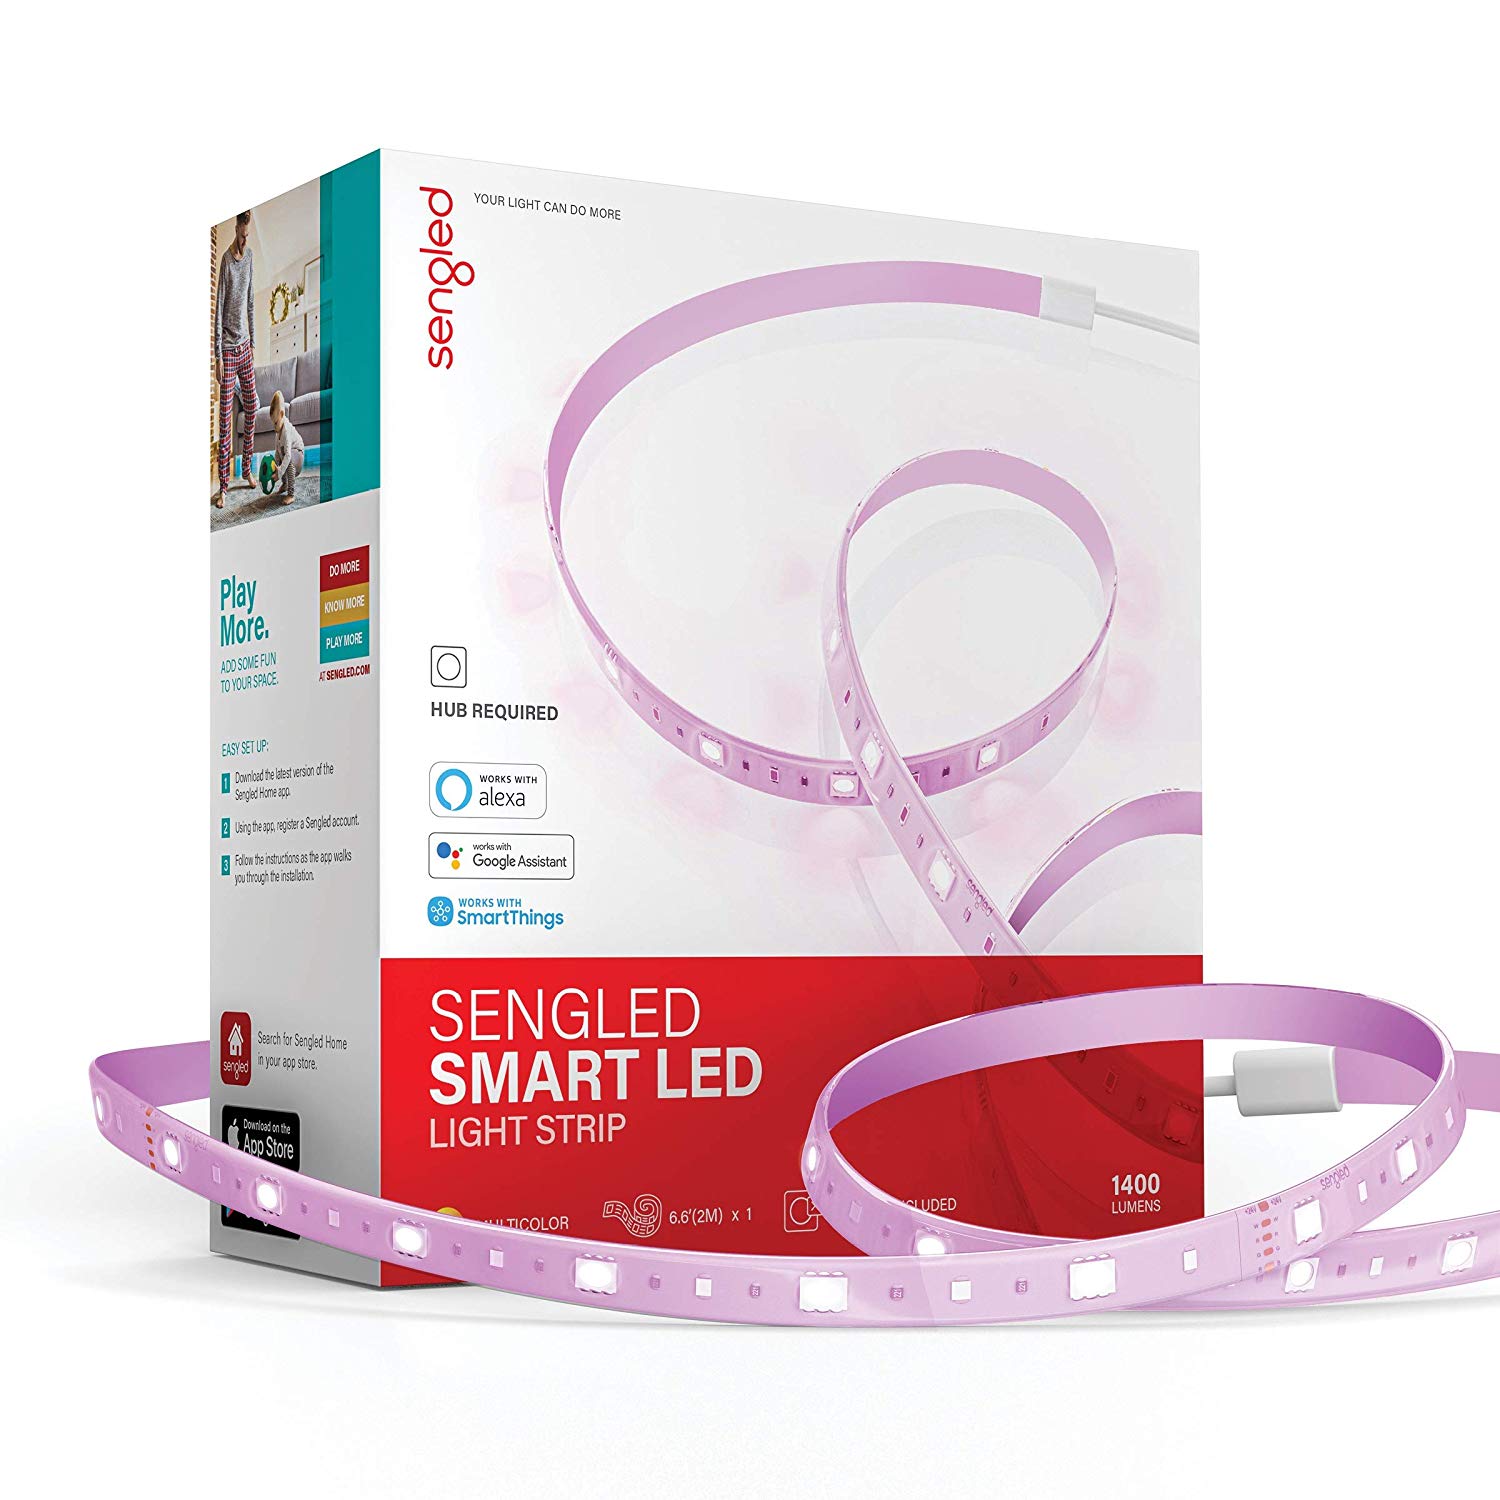 sengled
YOUR LIGHT CAN DO MORE
HUB REQUIRED
WORKS WITH
alexa
works with
Google Assistant
WORKS WITH
SmartThings
SENGLED
SMART LED
LIGHT STRIP
MULTICOLOR
6.6'(2M) x 1
1400
LUMENS
Play
More.
ADD SOME FUN
TO YOUR SPACE.
DO MORE
KNOW MORE
PLAY MORE
AT SENGLED.COM
EASY SET UP:
1 Download the latest version of the
Sengled Home app.
2 Using the app, register a Sengled account.
3 Follow the instructions as the app walks
you through the installation.
sengled
Search for Sengled Home
in your app store.
Download on the
App Store
sengled
sengled
sengled